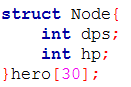 struct Node{
    int dps;
    int hp;
}hero[30];